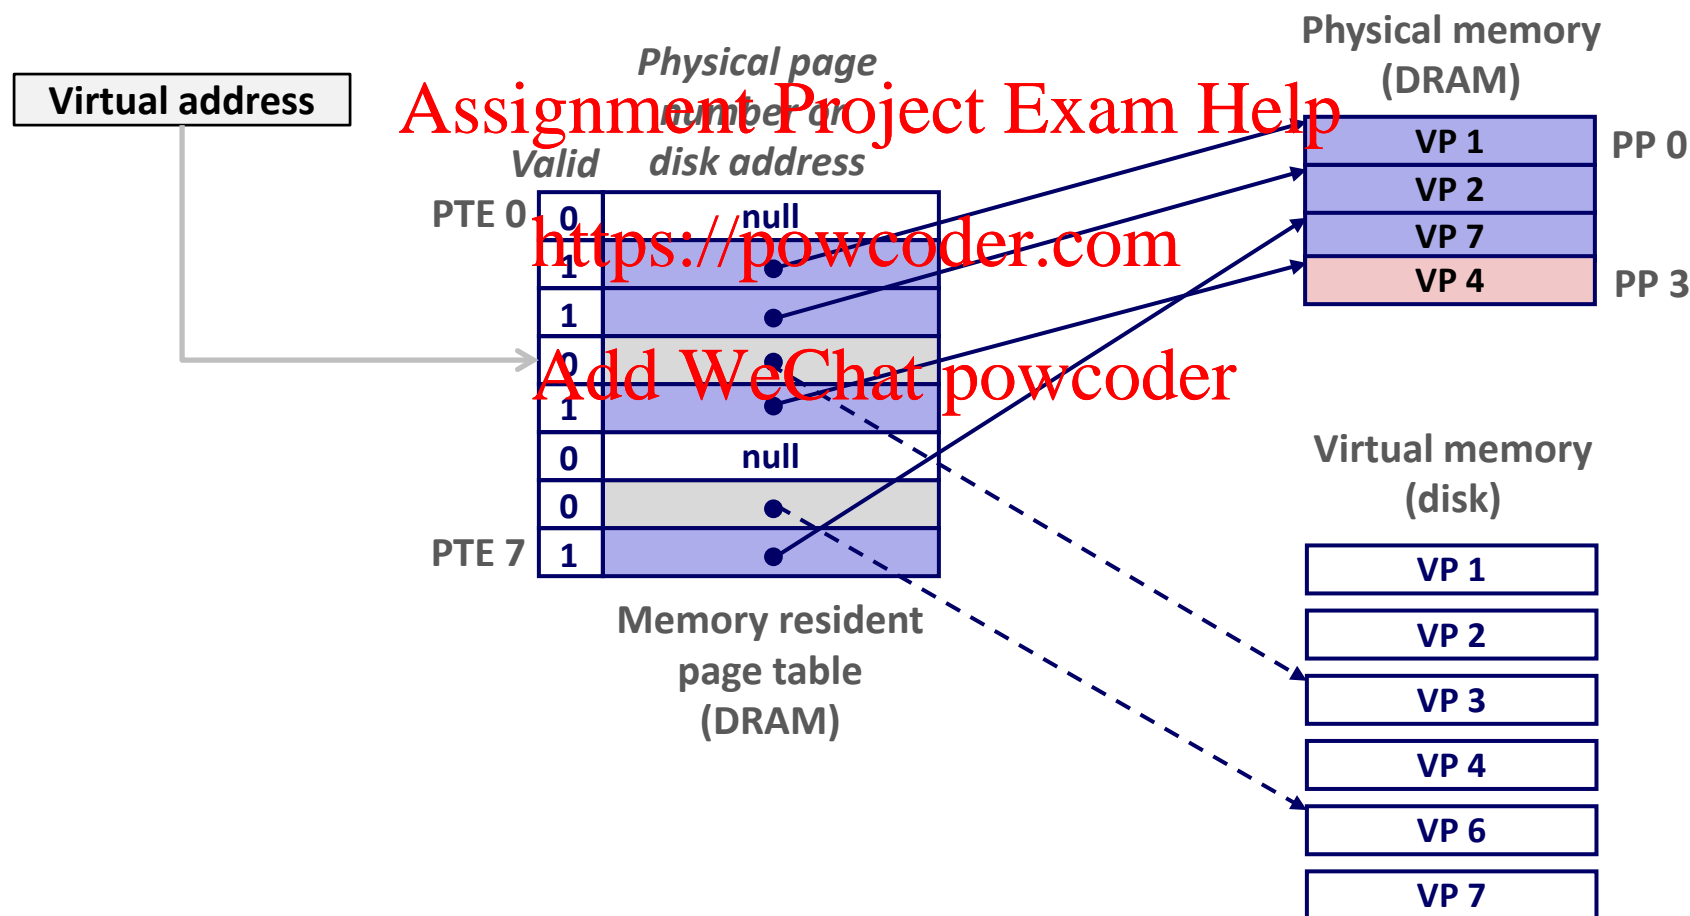 Physical memory
(DRAM)
Physical page
number or
disk address
Virtual address
Assignment Project Exam Help
Valid
VP 1
PP 0
VP 2
VP 7
VP 4
PP 3
PTE 0
0
null
https://powcoder.com
1
1
0
Add WeChat powcoder
1
0
null
0
PTE 7
1
Memory resident
page table
(DRAM)
Virtual memory
(disk)
VP 1
VP 2
VP 3
VP 4
VP 6
VP 7